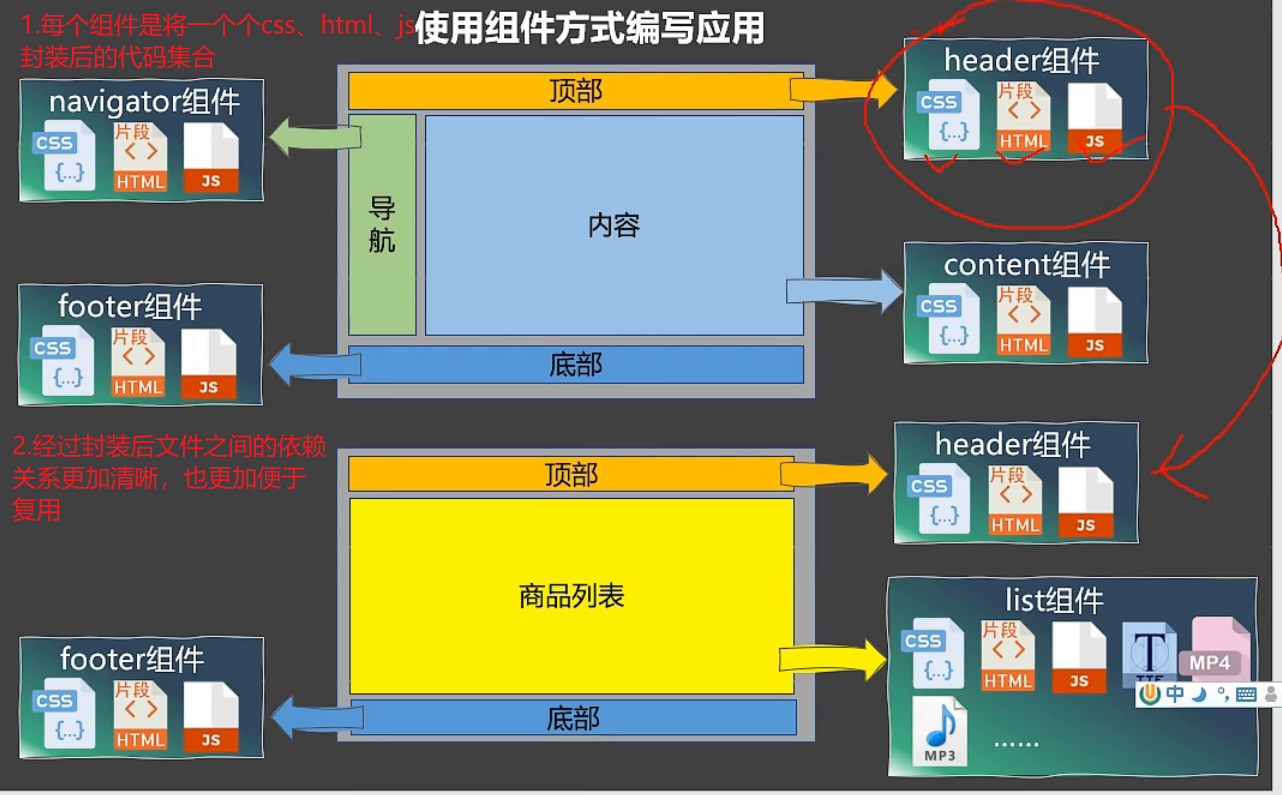 1.每个组件是将一个个css、html、js
封装后的代码集合
使用组件方式编写应用
navigator组件
CSS
{...}
片段
< >
HTML
JS
顶部
导
航
内容
底部
header组件
CSS
{...}
片段
< >
HTML
JS
footer组件
CSS
{...}
片段
< >
HTML
JS
content组件
CSS
{...}
片段
< >
HTML
JS
2.经过封装后文件之间的依赖
关系更加清晰，也更加便于
复用
顶部
商品列表
底部
header组件
CSS
{...}
片段
< >
HTML
JS
footer组件
CSS
{...}
片段
< >
HTML
JS
list组件
CSS
{...}
片段
< >
HTML
JS
T
MP4
中
MP3
......